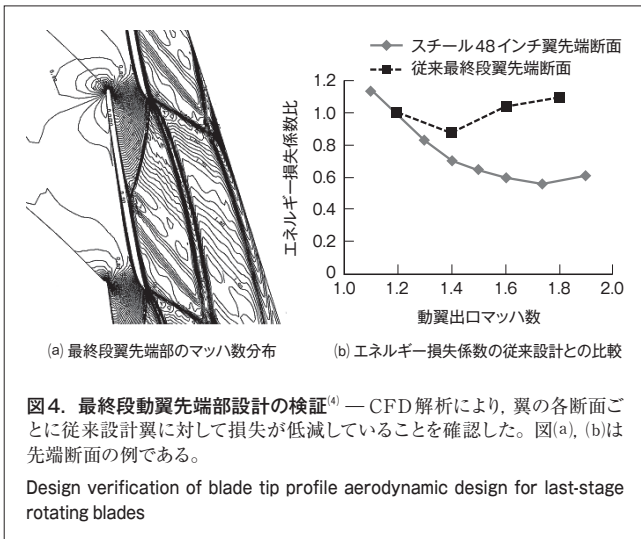 スチール48インチ翼先端断面
従来最終段翼先端断面
1.2
1.0
0.8
0.6
0.4
0.2
0
1.0 1.2 1.4 1.6 1.8 2.0
エネルギー損失係数比
動翼出口マッハ数
(a) 最終段翼先端部のマッハ数分布
(b) エネルギー損失係数の従来設計との比較
図4. 最終段動翼先端部設計の検証(4) — CFD解析により, 翼の各断面ご
とに従来設計翼に対して損失が低減していることを確認した。図(a), (b)は
先端断面の例である。
Design verification of blade tip profile aerodynamic design for last-stage
rotating blades